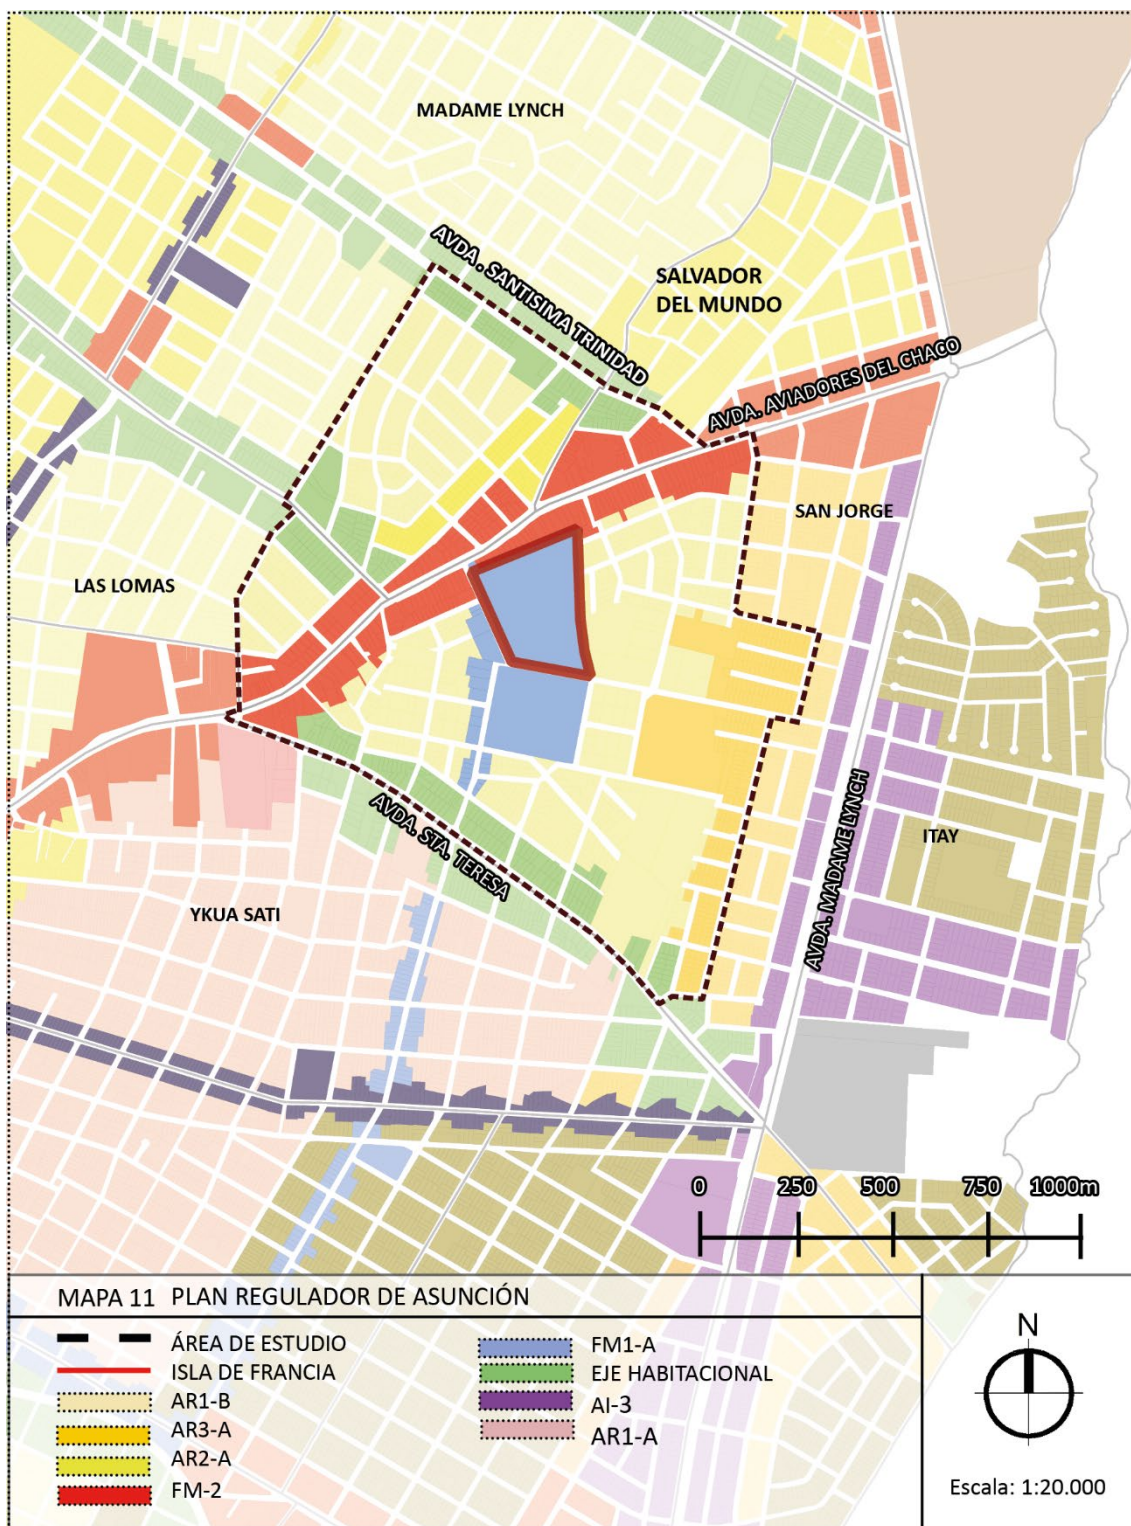 MADAME LYNCH
AVDA. SANTISIMA TRINIDAD
SALVADOR
DEL MUNDO
AVDA. AVIADORES DEL CHACO
SAN JORGE
LAS LOMAS
AVDA. STA. TERESA
AVDA. MADAME LYNCH
ITAY
YKUA SATI
0 250 500 750 1000m
MAPA 11 PLAN REGULADOR DE ASUNCIÓN
ÁREA DE ESTUDIO
ISLA DE FRANCIA
AR1-B
AR3-A
AR2-A
FM-2
FM1-A
EJE HABITACIONAL
AI-3
AR1-A
N
Escala: 1:20.000